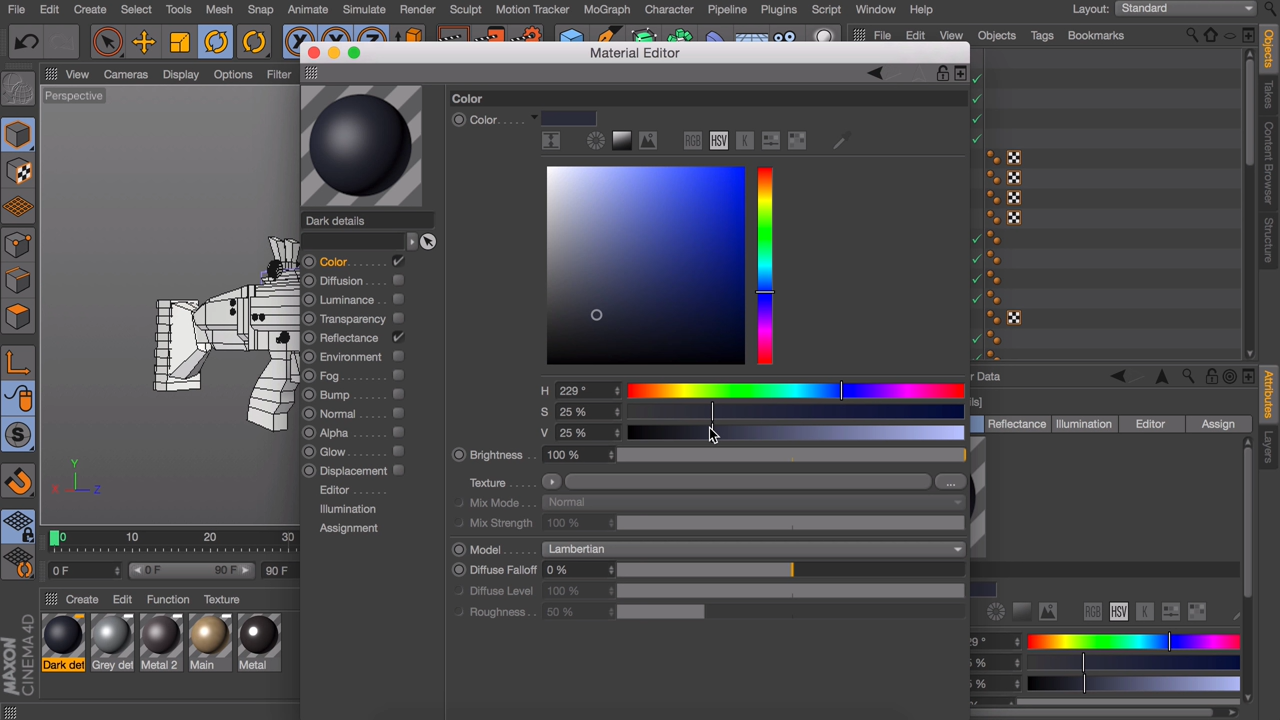 File Edit Create Select Tools Mesh Snap Animate Simulate Render Sculpt Motion Tracker MoGraph Character Pipeline Plugins Script Window Help Layout: Standard
Material Editor
File Edit View Objects Tags Bookmarks
View Cameras Display Options Filter
Perspective
Color
Color
RGB HSV K
Dark details
Color
Diffusion
Luminance
Transparency
Reflectance
Environment
Fog
Bump
Normal
Alpha
Glow
Displacement
Editor
Illumination
Assignment
H 229 °
S 25 %
V 25 %
Brightness 100 %
Texture ...
Mix Mode Normal
Mix Strength 100 %
Model Lambertian
Diffuse Falloff 0 %
Diffuse Level 100 %
Roughness 50 %
Y
X Z
0 10 20 30
0 F 0 F 90 F 90 F
Create Edit Function Texture
Dark det Grey det Metal 2 Main Metal
MAXON
CINEMA 4D
r Data
s]
Reflectance Illumination Editor Assign
RGB HSV K
9 °
%
%
Objects
Takes
Content Browser
Structure
Attributes
Layers